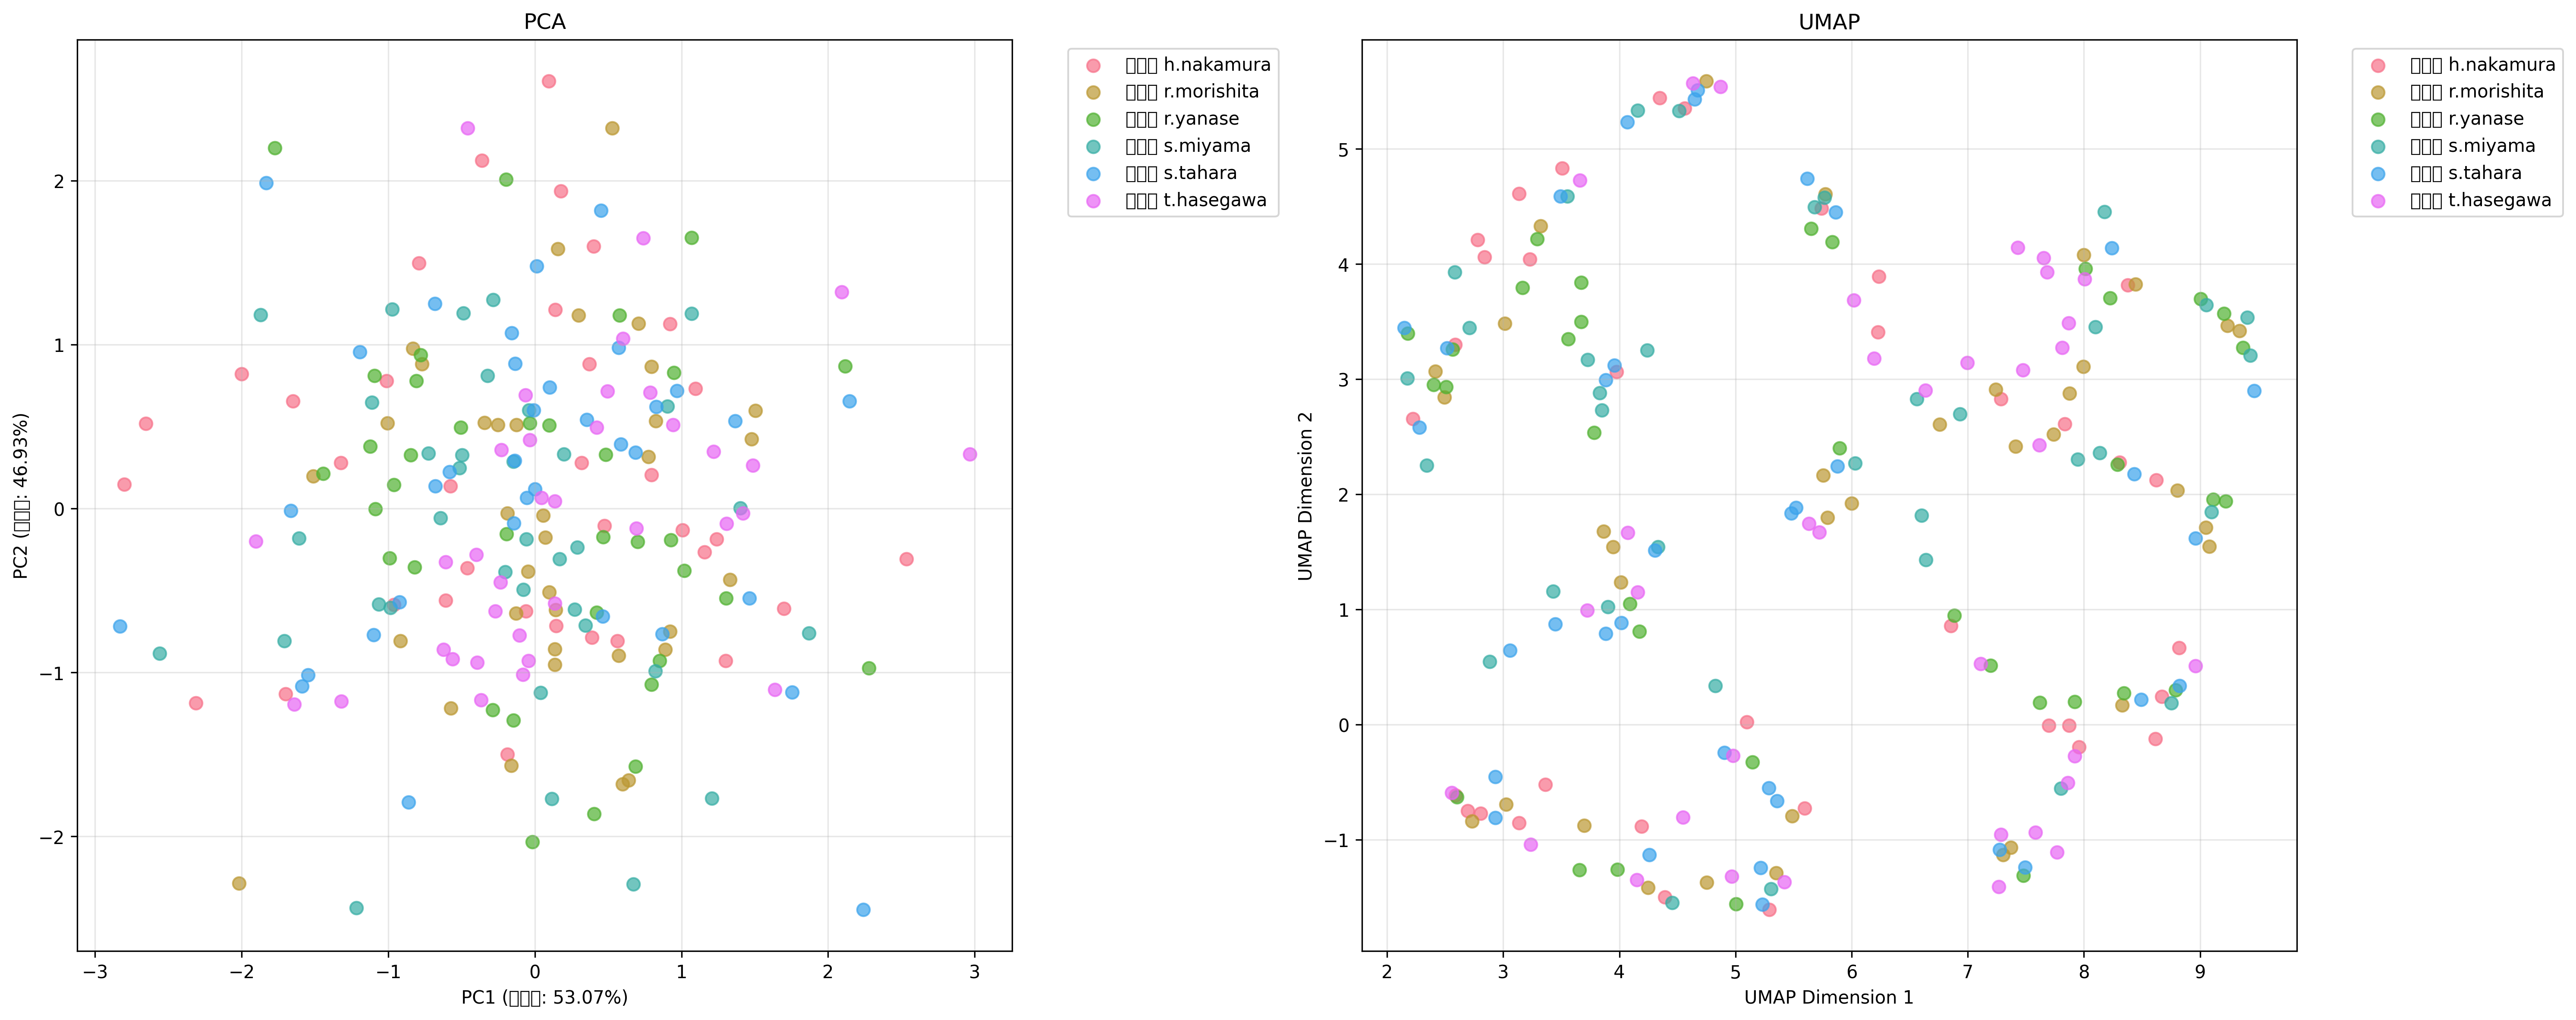 PCA
2
1
0
−1
−2
PC2 (□□□: 46.93%)
−3
−2
−1
0
1
2
3
PC1 (□□□: 53.07%)
□□□ h.nakamura
□□□ r.morishita
□□□ r.yanase
□□□ s.miyama
□□□ s.tahara
□□□ t.hasegawa
UMAP
5
4
3
2
1
0
−1
UMAP Dimension 2
2
3
4
5
6
7
8
9
UMAP Dimension 1
□□□ h.nakamura
□□□ r.morishita
□□□ r.yanase
□□□ s.miyama
□□□ s.tahara
□□□ t.hasegawa